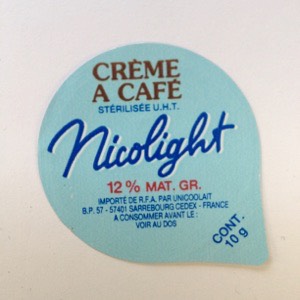 CRÈME
A CAFÉ
STÉRILISÉE U.H.T.
Nicolight
12% MAT. GR.
IMPORTÉ DE R.F.A. PAR UNICOOLAIT
B.P. 57 - 57401 SARREBOURG CEDEX - FRANCE
A CONSOMMER AVANT LE :
VOIR AU DOS
CONT.
10 g